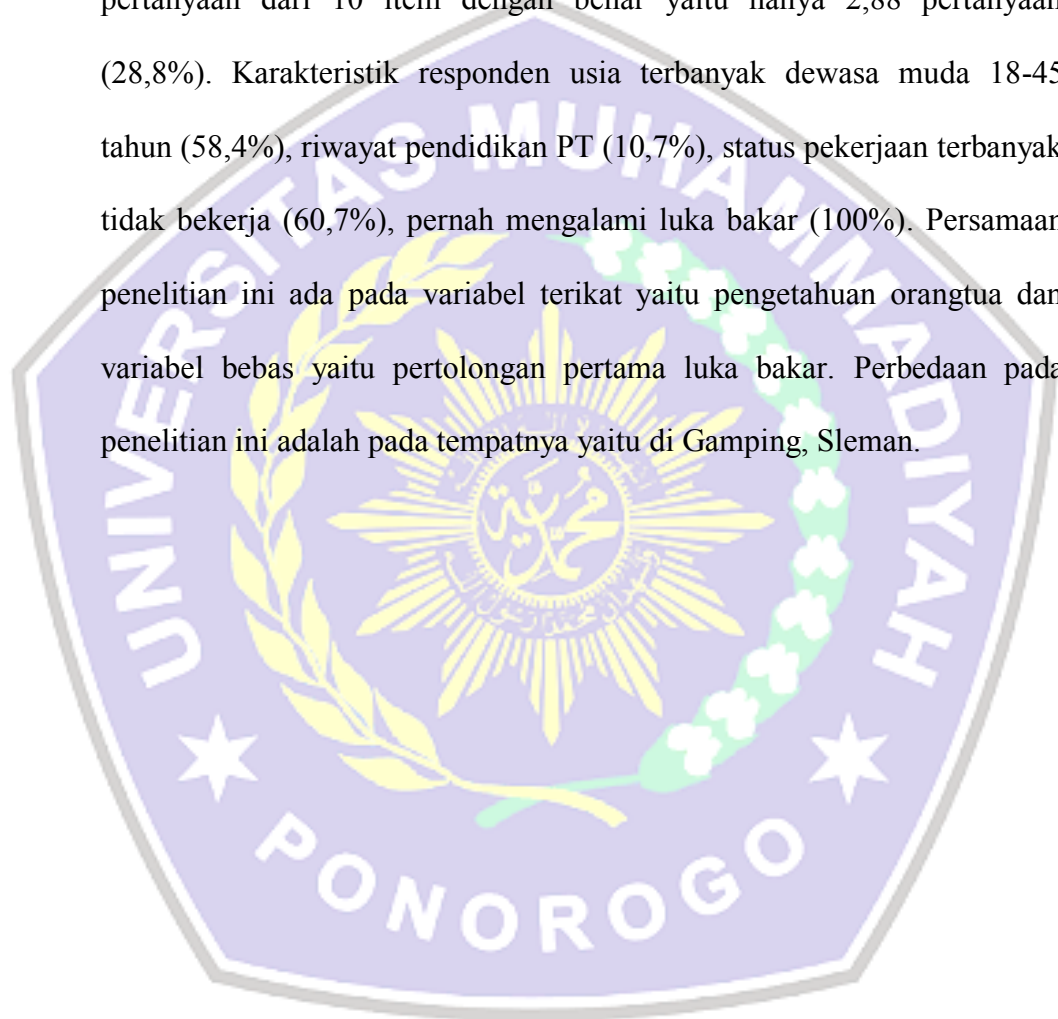 pertanyaan dari 10 item dengan benar yaitu hanya 2,88 pertanyaan
(28,8%). Karakteristik responden usia terbanyak dewasa muda 18-45
tahun (58,4%), riwayat pendidikan PT (10,7%), status pekerjaan terbanyak
tidak bekerja (60,7%), pernah mengalami luka bakar (100%). Persamaan
penelitian ini ada pada variabel terikat yaitu pengetahuan orangtua dan
variabel bebas yaitu pertolongan pertama luka bakar. Perbedaan pada
penelitian ini adalah pada tempatnya yaitu di Gamping, Sleman.
UNIVERSITAS MUHAMMADIYAH
PONOROGO